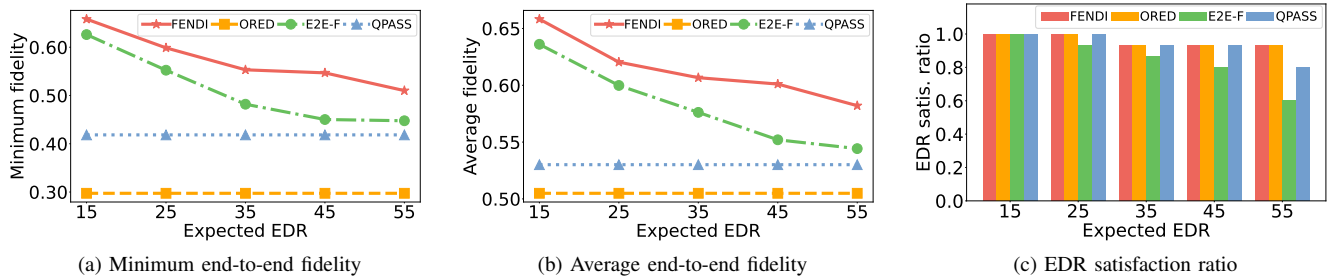 FENDI ORED E2E-F QPASS
Minimum fidelity
0.60
0.50
0.40
0.30
15 25 35 45 55
Expected EDR
(a) Minimum end-to-end fidelity
FENDI ORED E2E-F QPASS
Average fidelity
0.65
0.60
0.55
0.50
15 25 35 45 55
Expected EDR
(b) Average end-to-end fidelity
FENDI ORED E2E-F QPASS
EDR satis. ratio
1.0
0.8
0.6
0.4
0.2
0.0
15 25 35 45 55
Expected EDR
(c) EDR satisfaction ratio